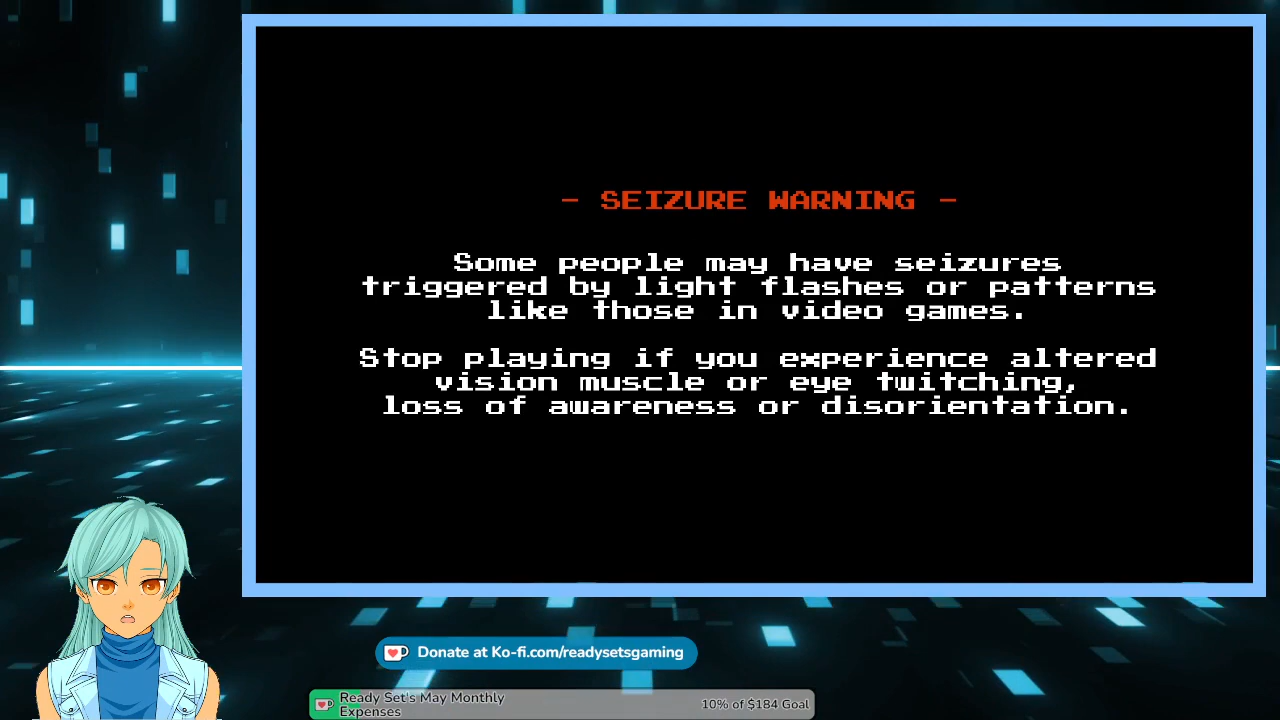 - SEIZURE WARNING -
Some people may have seizures
triggered by light flashes or patterns
like those in video games.
Stop playing if you experience altered
vision muscle or eye twitching,
loss of awareness or disorientation.
Donate at Ko-fi.com/readysetsgaming
Ready Set's May Monthly
Expenses
10% of $184 Goal